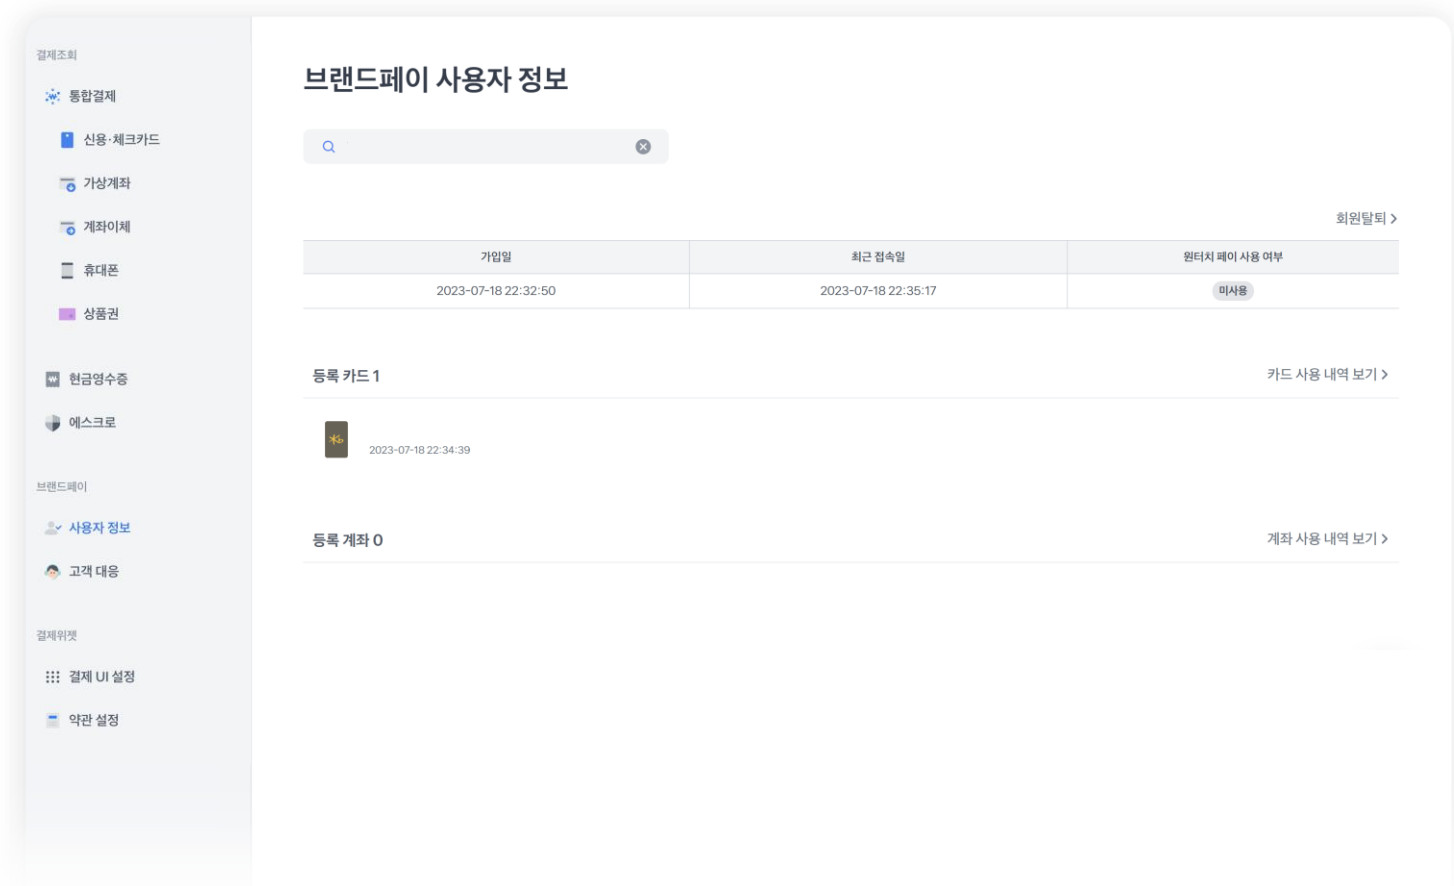 결제조회
통합결제
신용·체크카드
가상계좌
계좌이체
휴대폰
상품권
현금영수증
에스크로
브랜드페이
사용자 정보
고객 대응
결제위젯
결제 UI 설정
약관 설정
브랜드페이 사용자 정보
회원탈퇴
가입일 최근 접속일 원터치 페이 사용 여부
2023-07-18 22:32:50 2023-07-18 22:35:17 미사용
등록 카드 1 카드 사용 내역 보기
2023-07-18 22:34:39
등록 계좌 0 계좌 사용 내역 보기